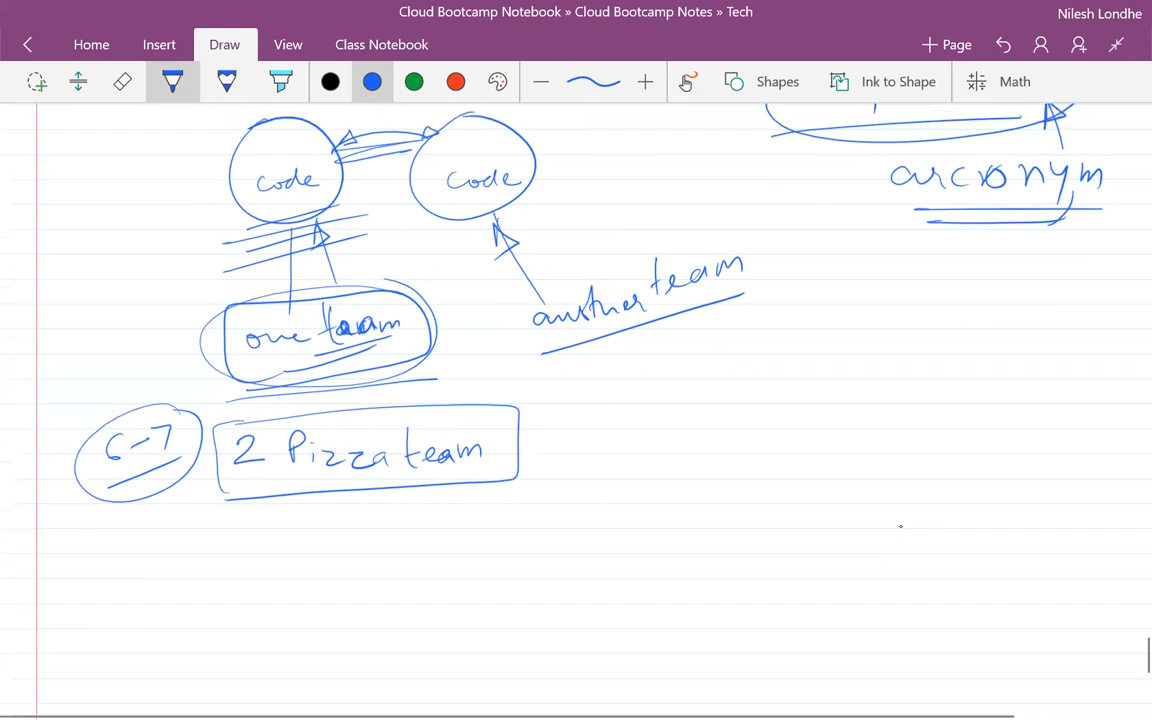 Cloud Bootcamp Notebook » Cloud Bootcamp Notes » Tech
Nilesh Londhe
Home Insert Draw View Class Notebook Page
Shapes Ink to Shape Math
code code
arcronym
another team
one team
6-7 2 Pizza team